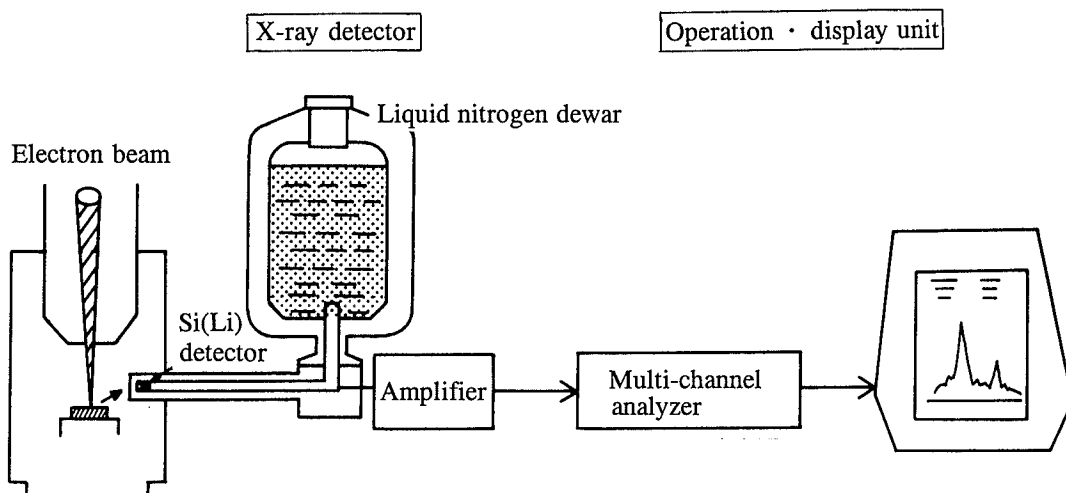 X-ray detector
Operation · display unit
Liquid nitrogen dewar
Electron beam
Si(Li)
detector
Amplifier
Multi-channel
analyzer